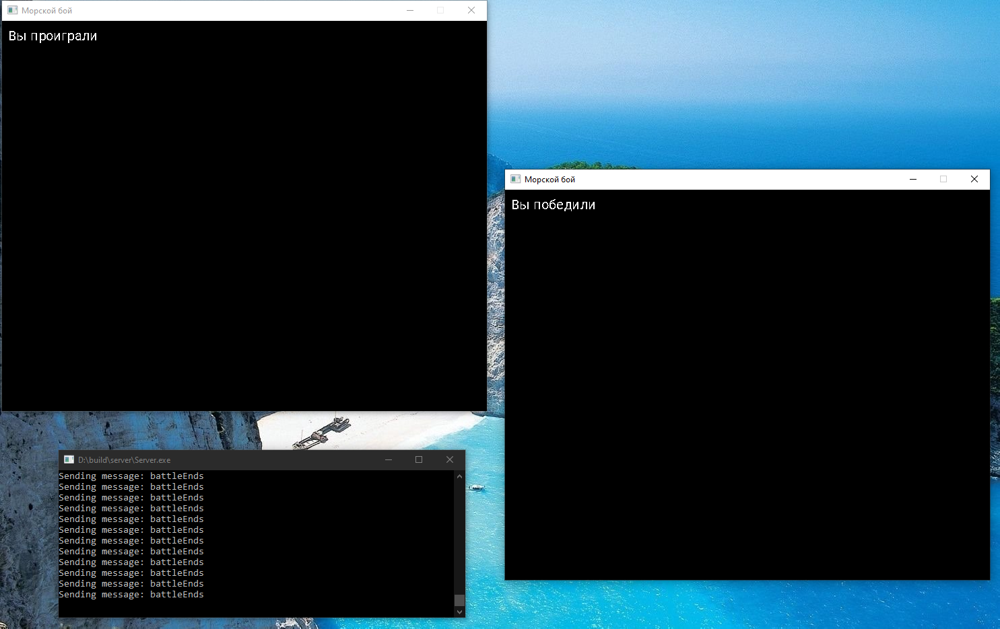 Морской бой
Вы проиграли
Морской бой
Вы победили
D:\build\server\Server.exe
Sending message: battleEnds
Sending message: battleEnds
Sending message: battleEnds
Sending message: battleEnds
Sending message: battleEnds
Sending message: battleEnds
Sending message: battleEnds
Sending message: battleEnds
Sending message: battleEnds
Sending message: battleEnds
Sending message: battleEnds
Sending message: battleEnds